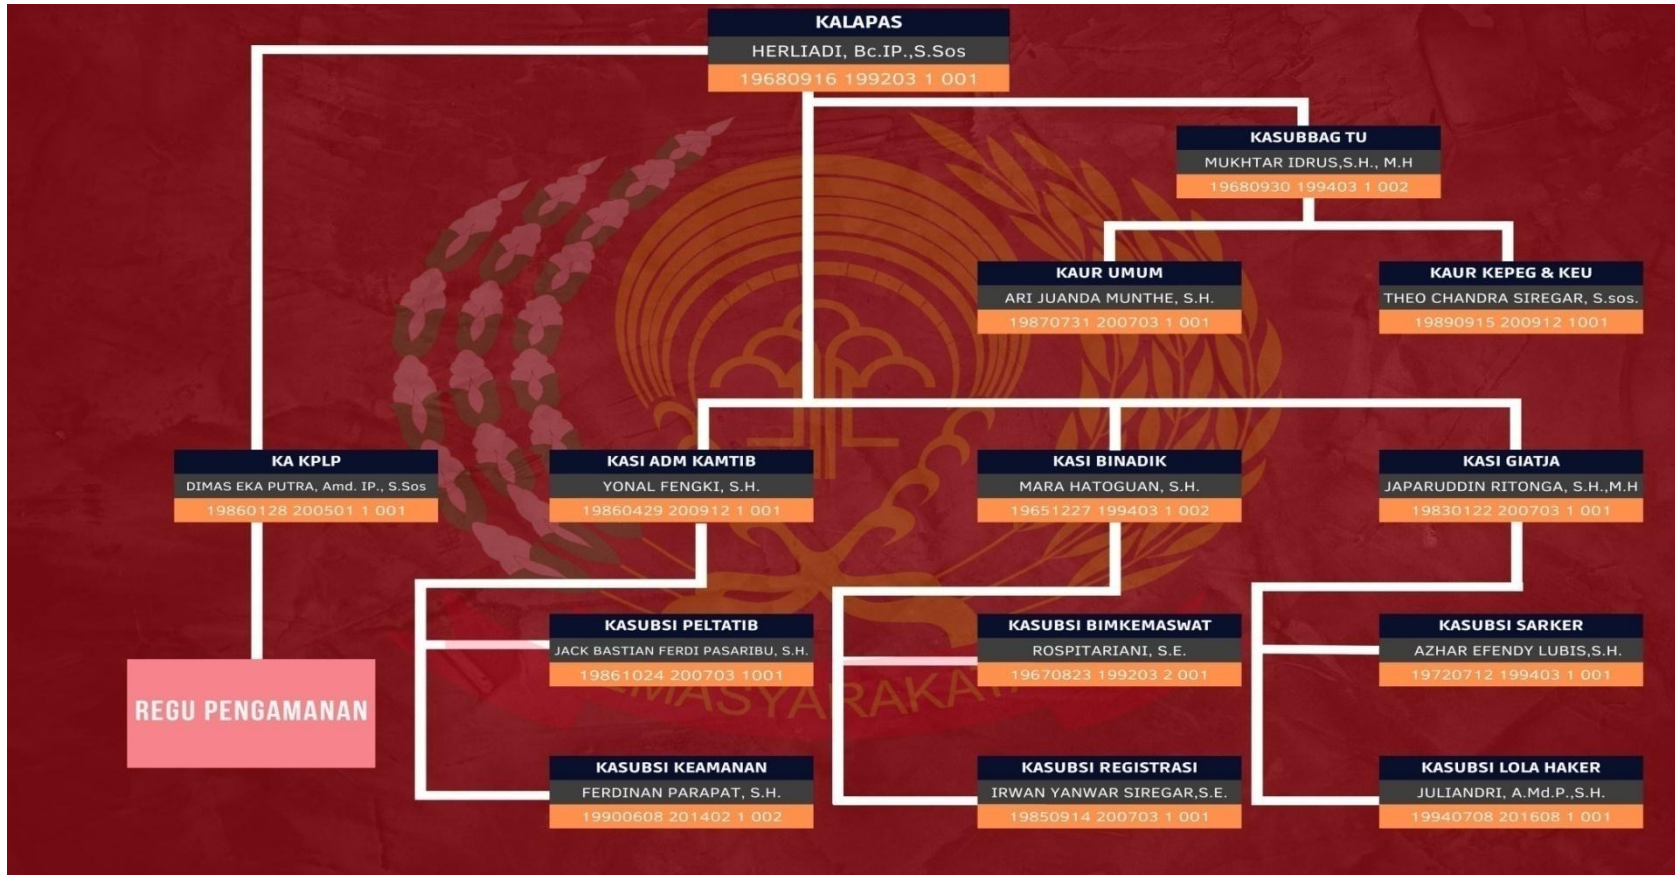 KALAPAS
HERLIADI, Bc.IP.,S.Sos
19680916 199203 1 001
KASUBBAG TU
MUKHTAR IDRUS,S.H., M.H
19680930 199403 1 002
KAUR UMUM
ARI JUANDA MUNTHE, S.H.
19870731 200703 1 001
KAUR KEPEG & KEU
THEO CHANDRA SIREGAR, S.sos.
19890915 200912 1001
KA KPLP
DIMAS EKA PUTRA, Amd. IP., S.Sos
19860128 200501 1 001
KASI ADM KAMTIB
YONAL FENGKI, S.H.
19860429 200912 1 001
KASI BINADIK
MARA HATOGUAN, S.H.
19651227 199403 1 002
KASI GIATJA
JAPARUDDIN RITONGA, S.H.,M.H
19830122 200703 1 001
REGU PENGAMANAN
KASUBSI PELTATIB
JACK BASTIAN FERDI PASARIBU, S.H.
19861024 200703 1001
KASUBSI BIMKEMASWAT
ROSPITARIANI, S.E.
19670823 199203 2 001
KASUBSI SARKER
AZHAR EFENDY LUBIS,S.H.
19720712 199403 1 001
KASUBSI KEAMANAN
FERDINAN PARAPAT, S.H.
19900608 201402 1 002
KASUBSI REGISTRASI
IRWAN YANWAR SIREGAR,S.E.
19850914 200703 1 001
KASUBSI LOLA HAKER
JULIANDRI, A.Md.P.,S.H.
19940708 201608 1 001